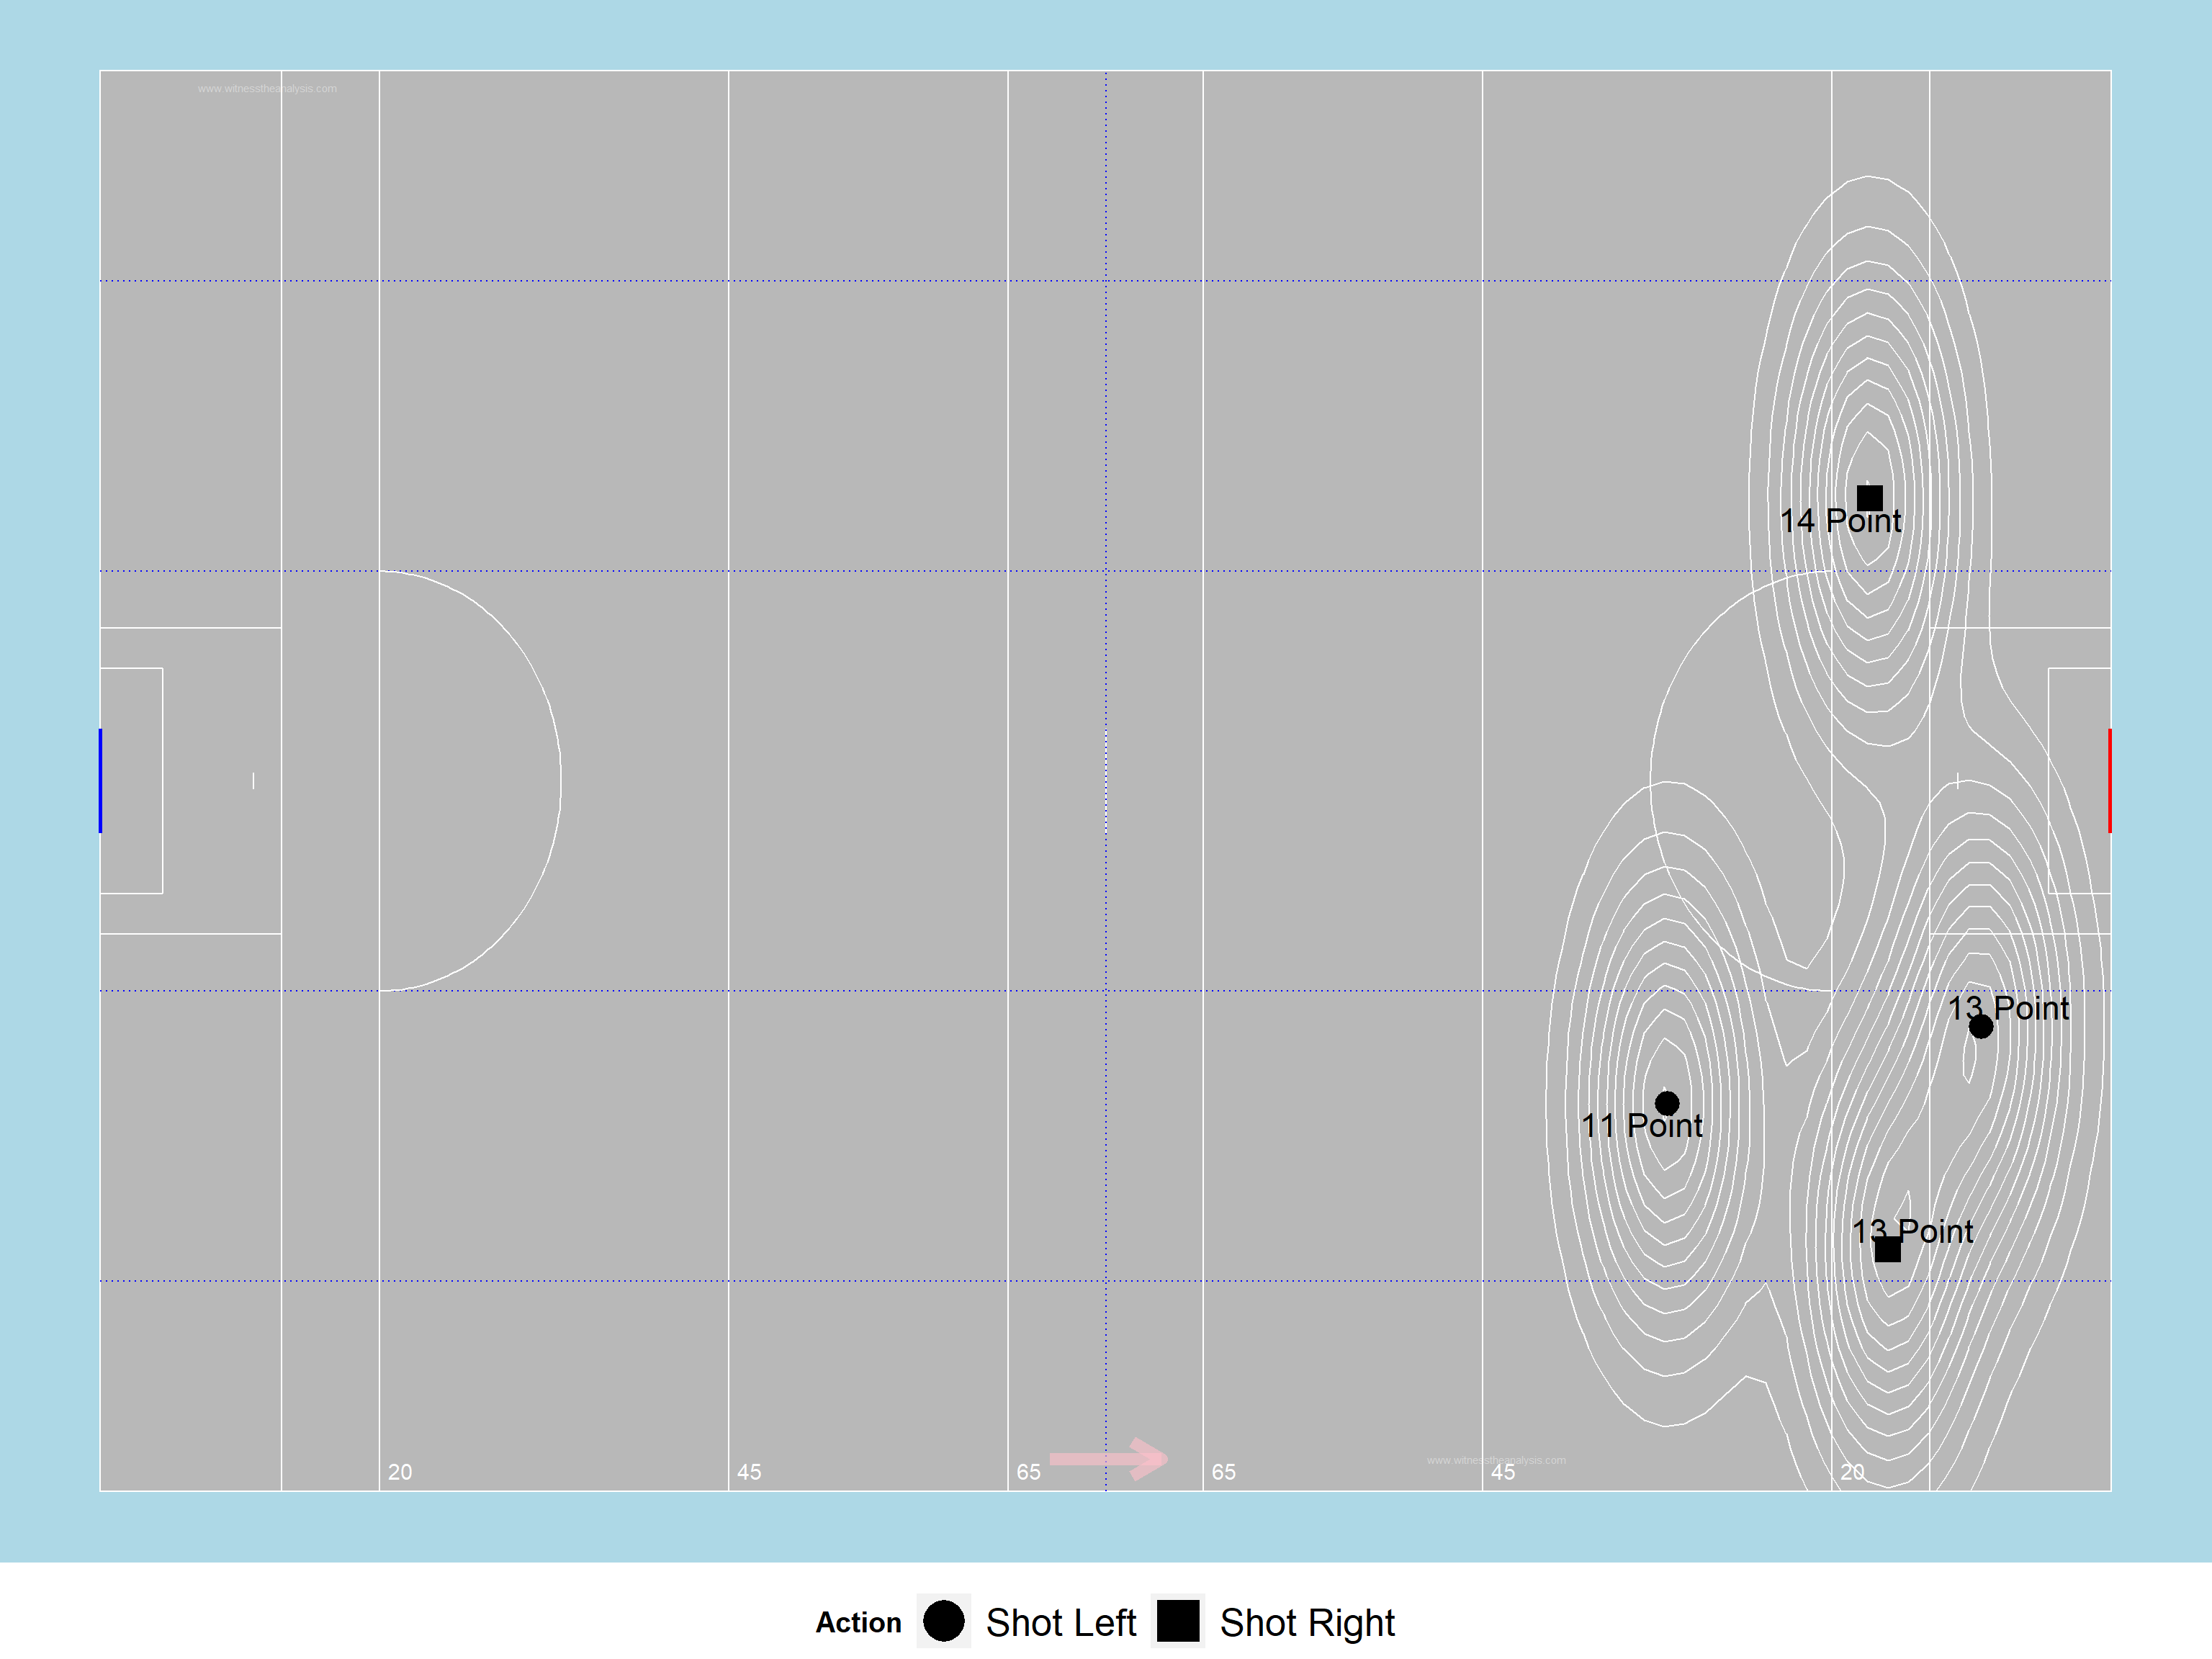 www.witnesstheanalysis.com
14 Point
13 Point
11 Point
13 Point
www.witnesstheanalysis.com
20
45
65
65
45
20
Action
Shot Left
Shot Right